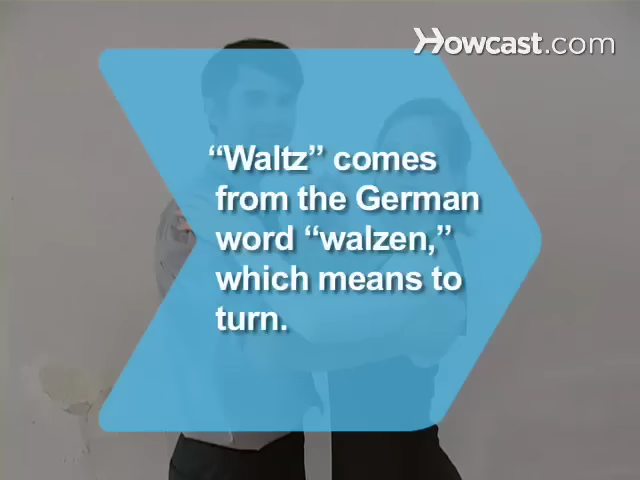 Howcast.com
“Waltz” comes
from the German
word “walzen,”
which means to
turn.